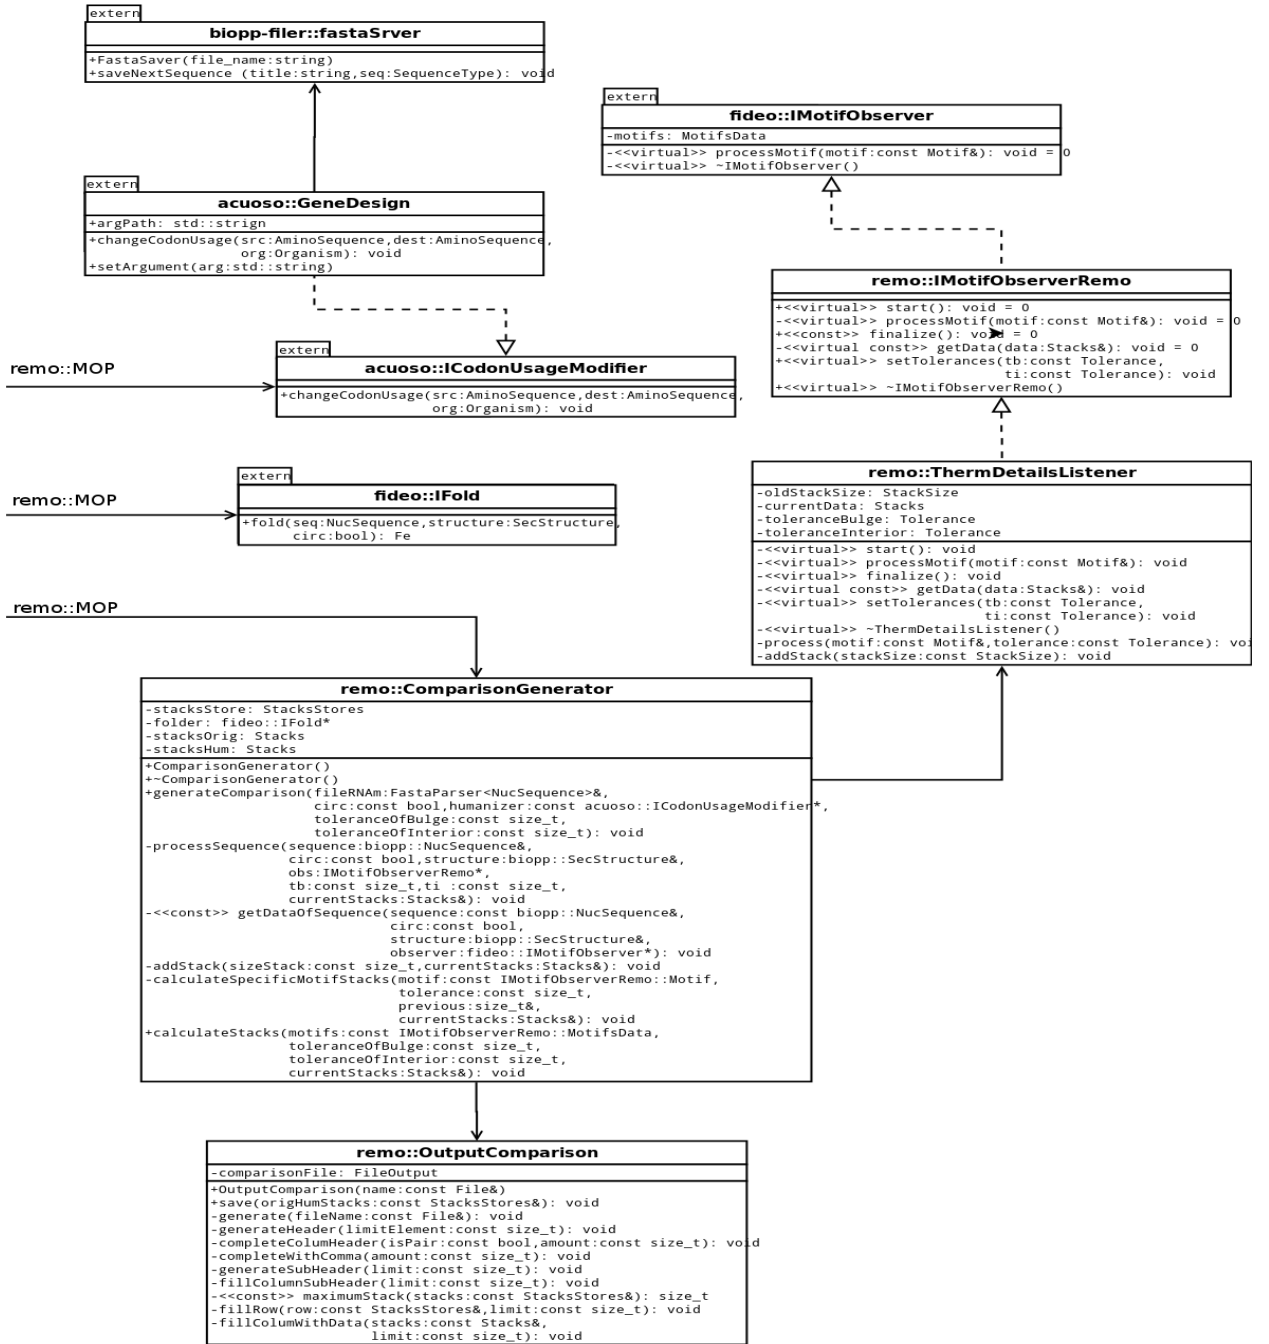 extern
biopp-filer::fastaSrver
+FastaSaver(file_name:string)
+saveNextSequence (title:string,seq:SequenceType): void
extern
fideo::IMotifObserver
-motifs: MotifsData
-<<virtual>> processMotif(motif:const Motif&): void = 0
-<<virtual>> ~IMotifObserver()
extern
acuoso::GeneDesign
+argPath: std::strign
+changeCodonUsage(src:AminoSequence,dest:AminoSequence,
org:Organism): void
+setArgument(arg:std::string)
remo::IMotifObserverRemo
+<<virtual>> start(): void = 0
-<<virtual>> processMotif(motif:const Motif&): void = 0
+<<const>> finalize(): void = 0
-<<virtual const>> getData(data:Stacks&): void = 0
+<<virtual>> setTolerances(tb:const Tolerance,
ti:const Tolerance): void
+<<virtual>> ~IMotifObserverRemo()
remo::MOP
extern
acuoso::ICodonUsageModifier
+changeCodonUsage(src:AminoSequence,dest:AminoSequence,
org:Organism): void
remo::MOP
extern
fideo::IFold
+fold(seq:NucSequence,structure:SecStructure,
circ:bool): Fe
remo::ThermDetailsListener
-oldStackSize: StackSize
-currentData: Stacks
-toleranceBulge: Tolerance
-toleranceInterior: Tolerance
-<<virtual>> start(): void
-<<virtual>> processMotif(motif:const Motif&): void
-<<virtual>> finalize(): void
-<<virtual const>> getData(data:Stacks&): void
-<<virtual>> setTolerances(tb:const Tolerance,
ti:const Tolerance): void
-<<virtual>> ~ThermDetailsListener()
-process(motif:const Motif&,tolerance:const Tolerance): voi
-addStack(stackSize:const StackSize): void
remo::MOP
remo::ComparisonGenerator
-stacksStore: StacksStores
-folder: fideo::IFold*
-stacksOrig: Stacks
-stacksHum: Stacks
+ComparisonGenerator()
+~ComparisonGenerator()
+generateComparison(fileRNAm:FastaParser<NucSequence>&,
circ:const bool,humanizer:const acuoso::ICodonUsageModifier*,
toleranceOfBulge:const size_t,
toleranceOfInterior:const size_t): void
-processSequence(sequence:biopp::NucSequence&,
circ:const bool,structure:biopp::SecStructure&,
obs:IMotifObserverRemo*,
tb:const size_t,ti :const size_t,
currentStacks:Stacks&): void
-<<const>> getDataOfSequence(sequence:const biopp::NucSequence&,
circ:const bool,
structure:biopp::SecStructure&,
observer:fideo::IMotifObserver*): void
-addStack(sizeStack:const size_t,currentStacks:Stacks&): void
-calculateSpecificMotifStacks(motif:const IMotifObserverRemo::Motif,
tolerance:const size_t,
previous:size_t&,
currentStacks:Stacks&): void
+calculateStacks(motifs:const IMotifObserverRemo::MotifsData,
toleranceOfBulge:const size_t,
toleranceOfInterior:const size_t,
currentStacks:Stacks&): void
remo::OutputComparison
-comparisonFile: FileOutput
+OutputComparison(name:const File&)
+save(origHumStacks:const StacksStores&): void
-generate(fileName:const File&): void
-generateHeader(limitElement:const size_t): void
-completeColumHeader(isPair:const bool,amount:const size_t): void
-completeWithComma(amount:const size_t): void
-generateSubHeader(limit:const size_t): void
-fillColumnSubHeader(limit:const size_t): void
-<<const>> maximumStack(stacks:const StacksStores&): size_t
-fillRow(row:const StacksStores&,limit:const size_t): void
-fillColumWithData(stacks:const Stacks&,
limit:const size_t): void